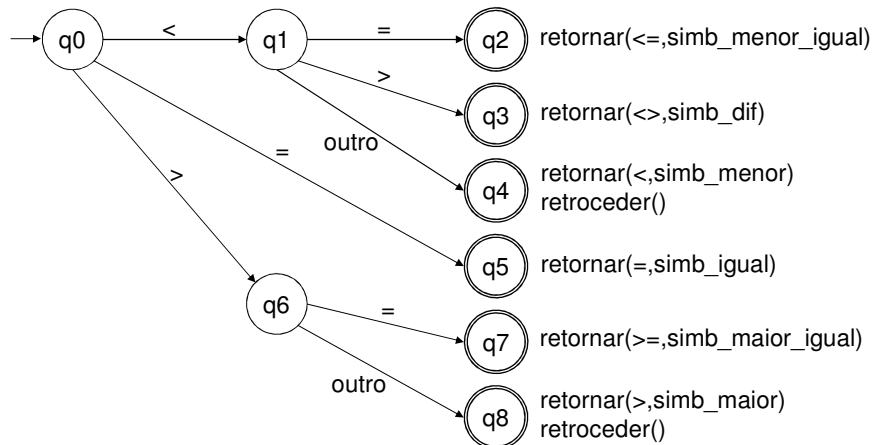 q0
<
q1
=
q2
retornar(<=,simb_menor_igual)
>
q3
retornar(<>,simb_dif)
outro
q4
retornar(<,simb_menor)
retroceder()
=
q5
retornar(=,simb_igual)
>
q6
=
q7
retornar(>=,simb_maior_igual)
outro
q8
retornar(>,simb_maior)
retroceder()